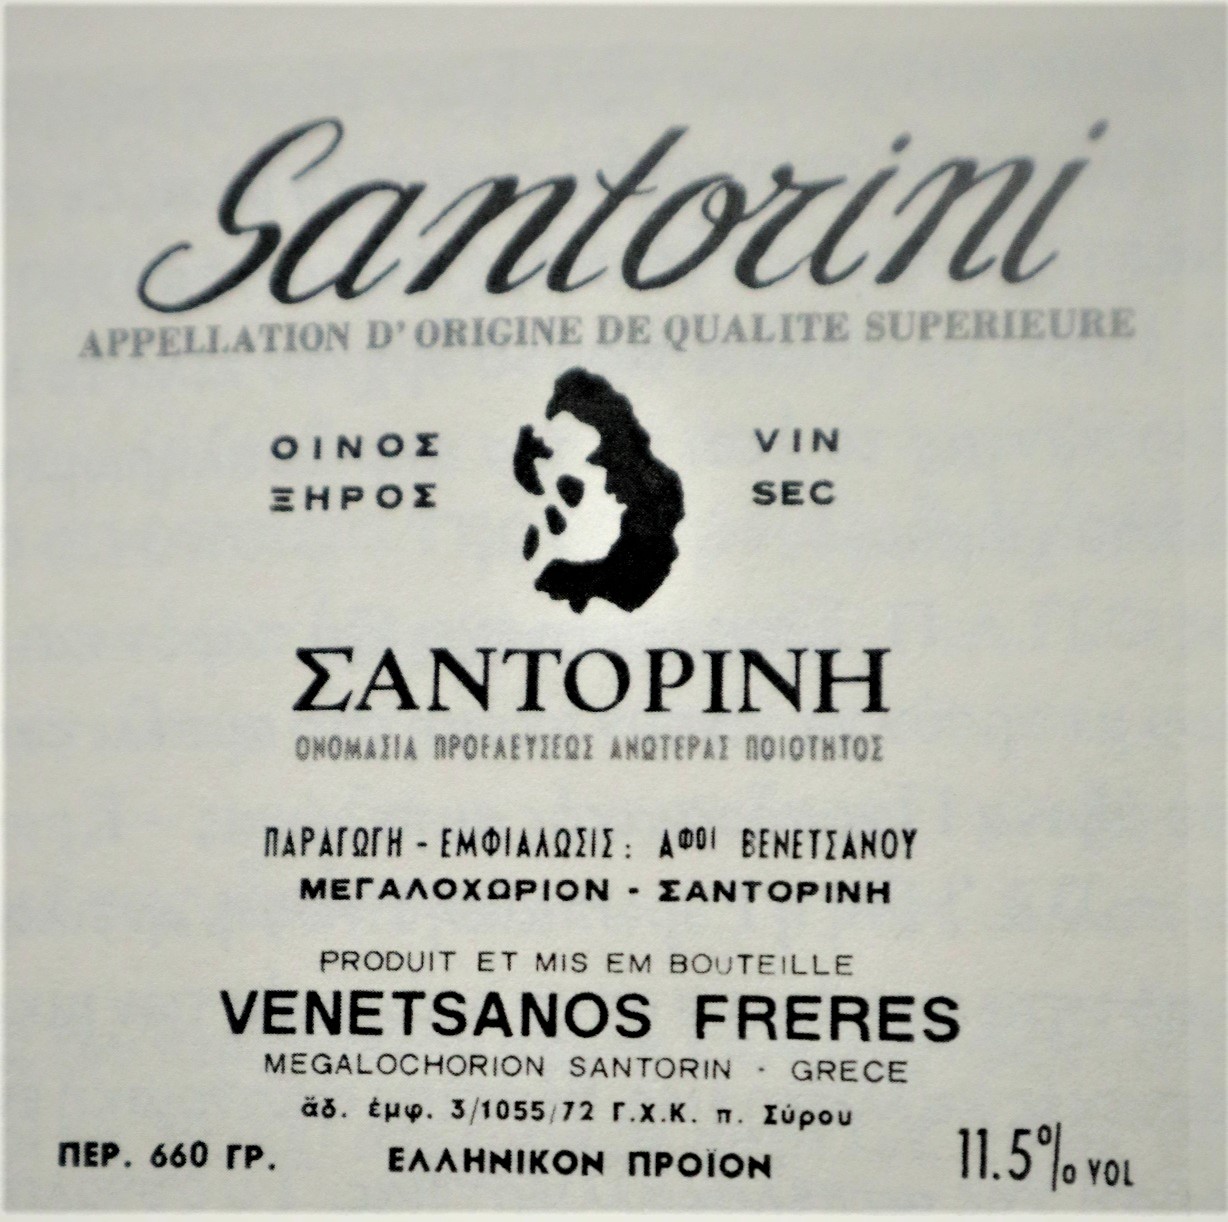 Santorini
APPELLATION D' ORIGINE DE QUALITE SUPERIEURE
ΟΙΝΟΣ
ΞΗΡΟΣ
VIN
SEC
ΣΑΝΤΟΡΙΝΗ
ΟΝΟΜΑΣΙΑ ΠΡΟΕΛΕΥΣΕΩΣ ΑΝΩΤΕΡΑΣ ΠΟΙΟΤΗΤΟΣ
ΠΑΡΑΓΩΓΗ - ΕΜΦΙΑΛΩΣΙΣ: ΑΦΟΙ ΒΕΝΕΤΣΑΝΟΥ
ΜΕΓΑΛΟΧΩΡΙΟΝ - ΣΑΝΤΟΡΙΝΗ
PRODUIT ET MIS EM BOUTEILLE
VENETSANOS FRERES
MEGALOCHORION SANTORIN · GRECE
ἄδ. ἐμφ. 3/1055/72 Γ.Χ.Κ. π. Σύρου
ΠΕΡ. 660 ΓΡ.
ΕΛΛΗΝΙΚΟΝ ΠΡΟΪΟΝ
11.5% VOL